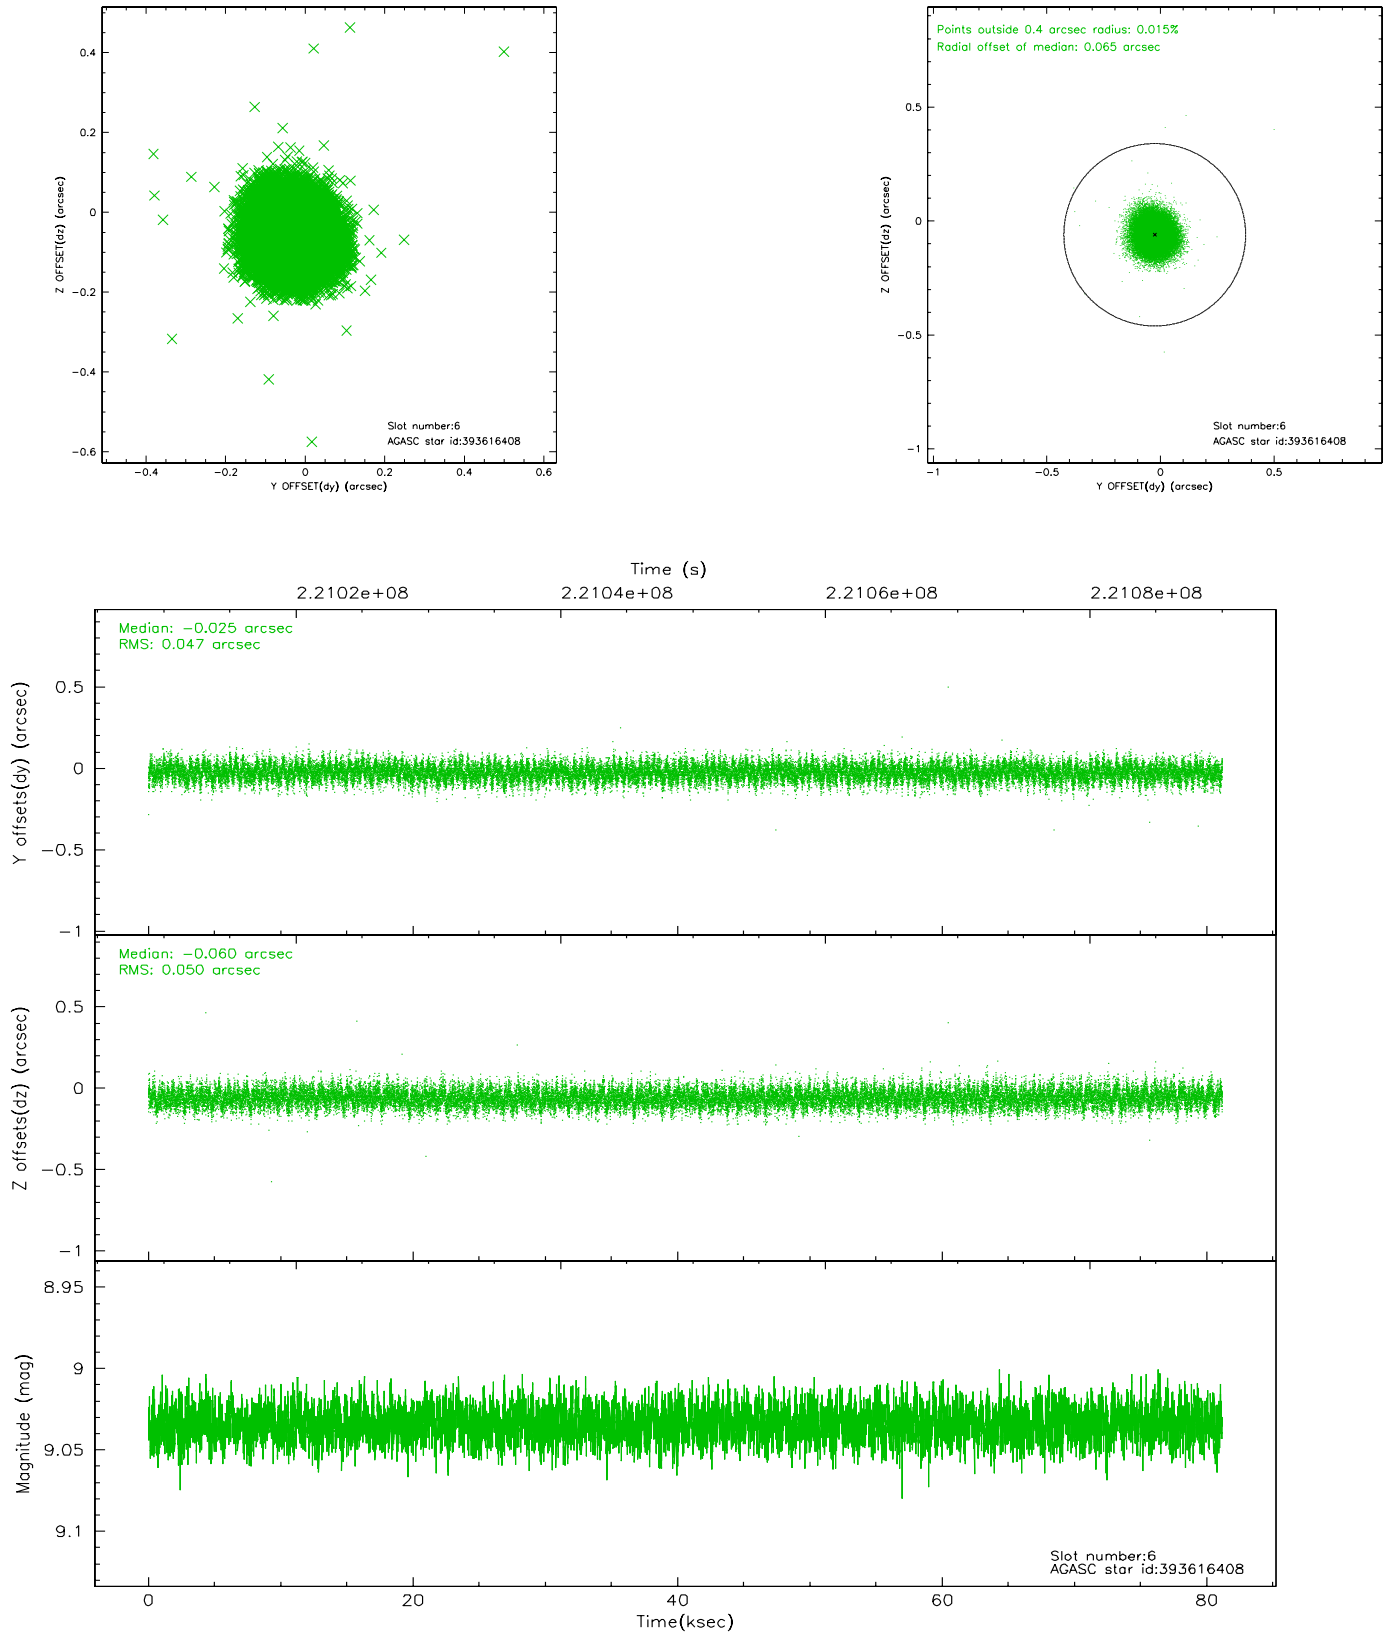 0.4
0.2
0
-0.2
-0.4
-0.6
Z OFFSET(dz) (arcsec)
Slot number:6
AGASC star id:393616408
-0.4 -0.2 0 0.2 0.4 0.6
Y OFFSET(dy) (arcsec)
Points outside 0.4 arcsec radius: 0.015%
Radial offset of median: 0.065 arcsec
0.5
0
-0.5
-1
Z OFFSET(dz) (arcsec)
Slot number:6
AGASC star id:393616408
-1 -0.5 0 0.5
Y OFFSET(dy) (arcsec)
Time (s)
2.2102e+08 2.2104e+08 2.2106e+08 2.2108e+08
Median: -0.025 arcsec
RMS: 0.047 arcsec
0.5
0
-0.5
-1
Y offsets(dy) (arcsec)
Median: -0.060 arcsec
RMS: 0.050 arcsec
0.5
0
-0.5
-1
Z offsets(dz) (arcsec)
8.95
9
9.05
9.1
Magnitude (mag)
Slot number:6
AGASC star id:393616408
0 20 40 60 80
Time(ksec)